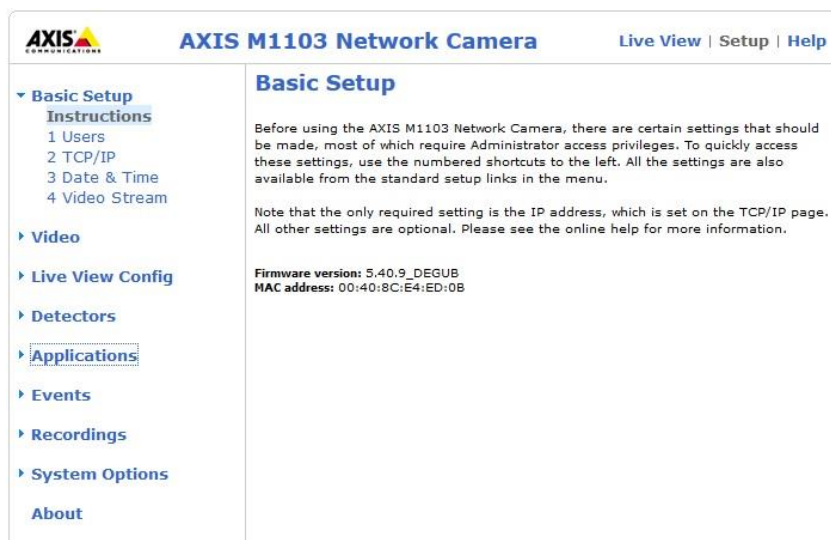 AXIS
COMMUNICATIONS
AXIS M1103 Network Camera
Live View | Setup | Help
Basic Setup
Instructions
1 Users
2 TCP/IP
3 Date & Time
4 Video Stream
Video
Live View Config
Detectors
Applications
Events
Recordings
System Options
About
Basic Setup
Before using the AXIS M1103 Network Camera, there are certain settings that should
be made, most of which require Administrator access privileges. To quickly access
these settings, use the numbered shortcuts to the left. All the settings are also
available from the standard setup links in the menu.
Note that the only required setting is the IP address, which is set on the TCP/IP page.
All other settings are optional. Please see the online help for more information.
Firmware version: 5.40.9_DEGUB
MAC address: 00:40:8C:E4:ED:0B